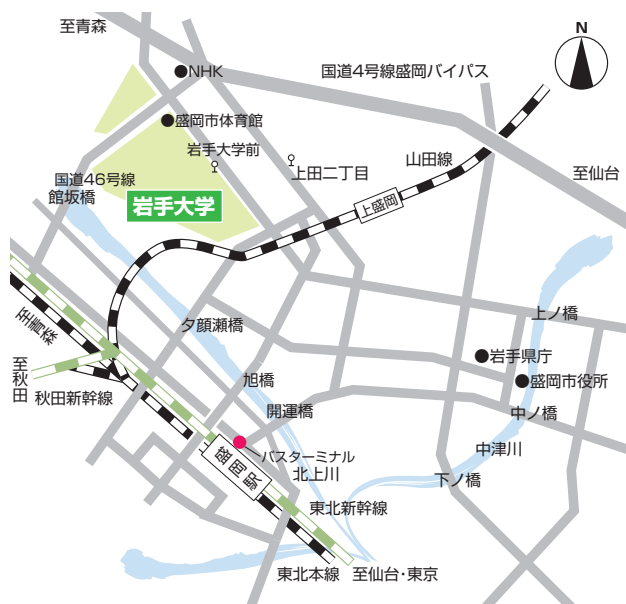 至青森
N
NHK
国道4号線盛岡バイパス
盛岡市体育館
岩手大学前
上田二丁目
山田線
至仙台
国道46号線
館坂橋
岩手大学
上盛岡
上ノ橋
至青森
夕顔瀬橋
岩手県庁
至秋田
旭橋
盛岡市役所
秋田新幹線
開運橋
中ノ橋
バスターミナル
中津川
盛岡駅
北上川
下ノ橋
東北新幹線
東北本線
至仙台・東京